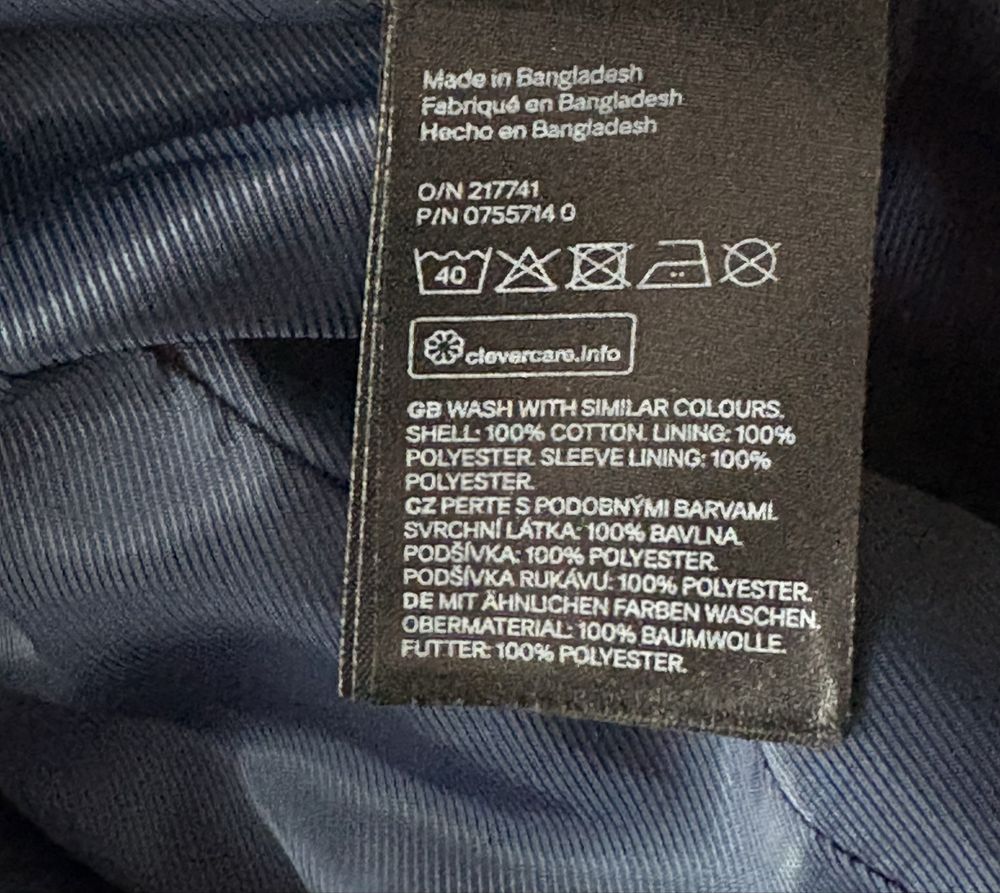 Made in Bangladesh
Fabriqué en Bangladesh
Hecho en Bangladesh
O/N 217741
P/N 0755714 0
40
clevercare.info
GB WASH WITH SIMILAR COLOURS.
SHELL: 100% COTTON. LINING: 100%
POLYESTER. SLEEVE LINING: 100%
POLYESTER.
CZ PERTE S PODOBNÝMI BARVAMI.
SVRCHNÍ LÁTKA: 100% BAVLNA.
PODŠÍVKA: 100% POLYESTER.
PODŠÍVKA RUKÁVU: 100% POLYESTER.
DE MIT ÄHNLICHEN FARBEN WASCHEN.
OBERMATERIAL: 100% BAUMWOLLE.
FUTTER: 100% POLYESTER.